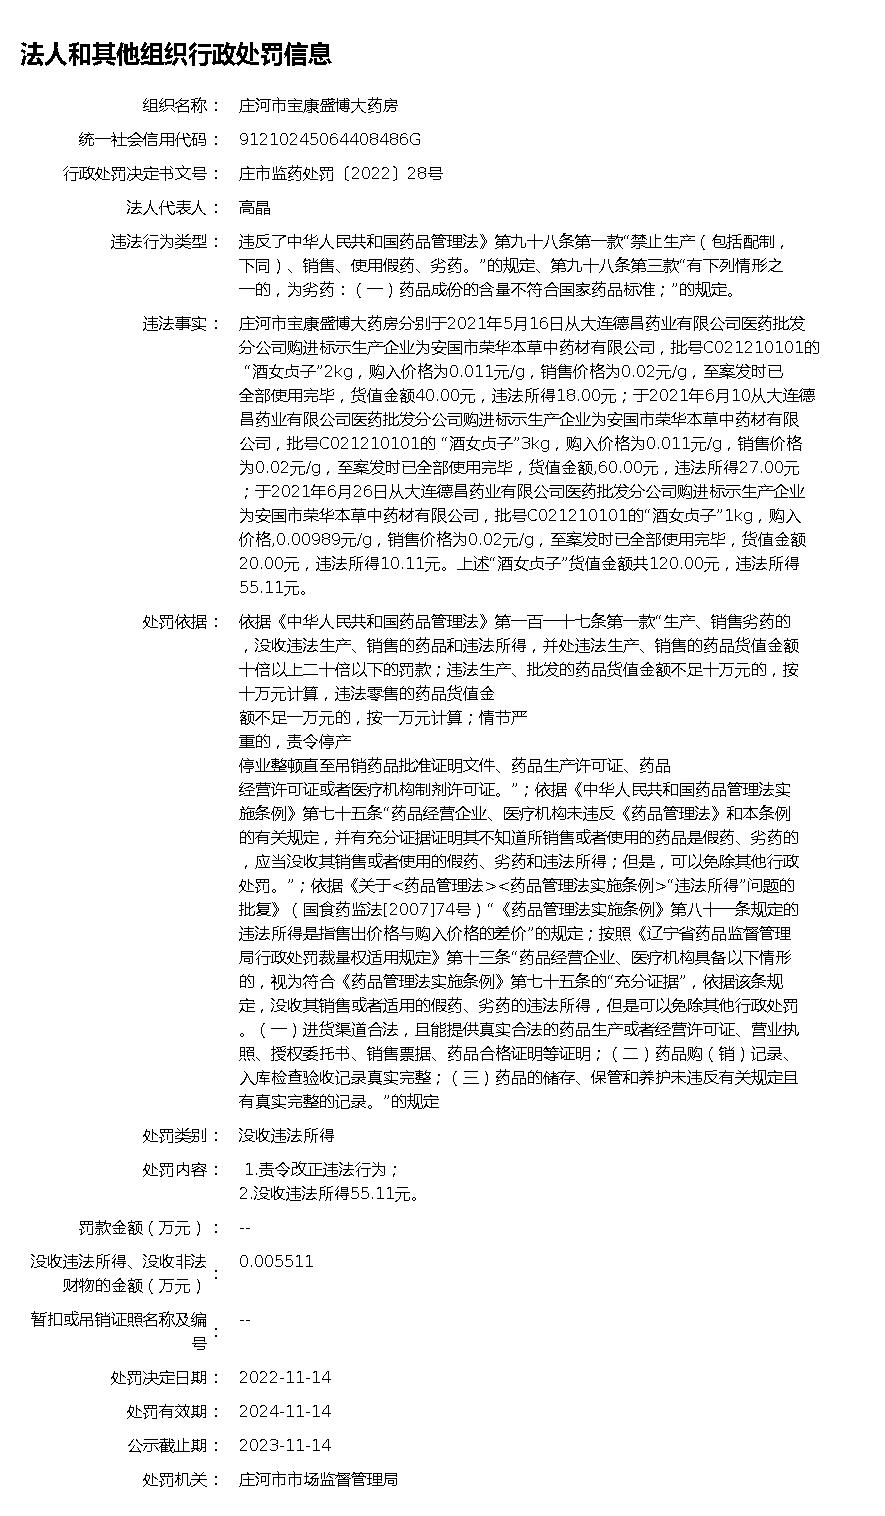 法人和其他组织行政处罚信息
组织名称： 庄河市宝康盛博大药房
统一社会信用代码： 91210245064408486G
行政处罚决定书文号： 庄市监药处罚〔2022〕28号
法人代表人： 高晶
违法行为类型： 违反了中华人民共和国药品管理法》第九十八条第一款“禁止生产（包括配制，
下同）、销售、使用假药、劣药。”的规定、第九十八条第三款“有下列情形之
一的，为劣药：（一）药品成份的含量不符合国家药品标准；”的规定。
违法事实： 庄河市宝康盛博大药房分别于2021年5月16日从大连德昌药业有限公司医药批发
分公司购进标示生产企业为安国市荣华本草中药材有限公司，批号C021210101的
“酒女贞子”2kg，购入价格为0.011元/g，销售价格为0.02元/g，至案发时已
全部使用完毕，货值金额40.00元，违法所得18.00元；于2021年6月10从大连德
昌药业有限公司医药批发分公司购进标示生产企业为安国市荣华本草中药材有限
公司，批号C021210101的 “酒女贞子”3kg，购入价格为0.011元/g，销售价格
为0.02元/g，至案发时已全部使用完毕，货值金额,60.00元，违法所得27.00元
；于2021年6月26日从大连德昌药业有限公司医药批发分公司购进标示生产企业
为安国市荣华本草中药材有限公司，批号C021210101的“酒女贞子”1kg，购入
价格,0.00989元/g，销售价格为0.02元/g，至案发时已全部使用完毕，货值金额
20.00元，违法所得10.11元。上述“酒女贞子”货值金额共120.00元，违法所得
55.11元。
处罚依据： 依据《中华人民共和国药品管理法》第一百一十七条第一款“生产、销售劣药的
，没收违法生产、销售的药品和违法所得，并处违法生产、销售的药品货值金额
十倍以上二十倍以下的罚款；违法生产、批发的药品货值金额不足十万元的，按
十万元计算，违法零售的药品货值金
额不足一万元的，按一万元计算；情节严
重的，责令停产
停业整顿直至吊销药品批准证明文件、药品生产许可证、药品
经营许可证或者医疗机构制剂许可证。”；依据《中华人民共和国药品管理法实
施条例》第七十五条“药品经营企业、医疗机构未违反《药品管理法》和本条例
的有关规定，并有充分证据证明其不知道所销售或者使用的药品是假药、劣药的
，应当没收其销售或者使用的假药、劣药和违法所得；但是，可以免除其他行政
处罚。”；依据《关于<药品管理法><药品管理法实施条例>“违法所得”问题的
批复》（国食药监法[2007]74号）“《药品管理法实施条例》第八十一条规定的
违法所得是指售出价格与购入价格的差价”的规定；按照《辽宁省药品监督管理
局行政处罚裁量权适用规定》第十三条“药品经营企业、医疗机构具备以下情形
的，视为符合《药品管理法实施条例》第七十五条的“充分证据”，依据该条规
定，没收其销售或者适用的假药、劣药的违法所得，但是可以免除其他行政处罚
。（一）进货渠道合法，且能提供真实合法的药品生产或者经营许可证、营业执
照、授权委托书、销售票据、药品合格证明等证明；（二）药品购（销）记录、
入库检查验收记录真实完整；（三）药品的储存、保管和养护未违反有关规定且
有真实完整的记录。”的规定
处罚类别： 没收违法所得
处罚内容： 1.责令改正违法行为；
2.没收违法所得55.11元。
罚款金额（万元）： --
没收违法所得、没收非法
财物的金额（万元）： 0.005511
暂扣或吊销证照名称及编
号： --
处罚决定日期： 2022-11-14
处罚有效期： 2024-11-14
公示截止期： 2023-11-14
处罚机关： 庄河市市场监督管理局